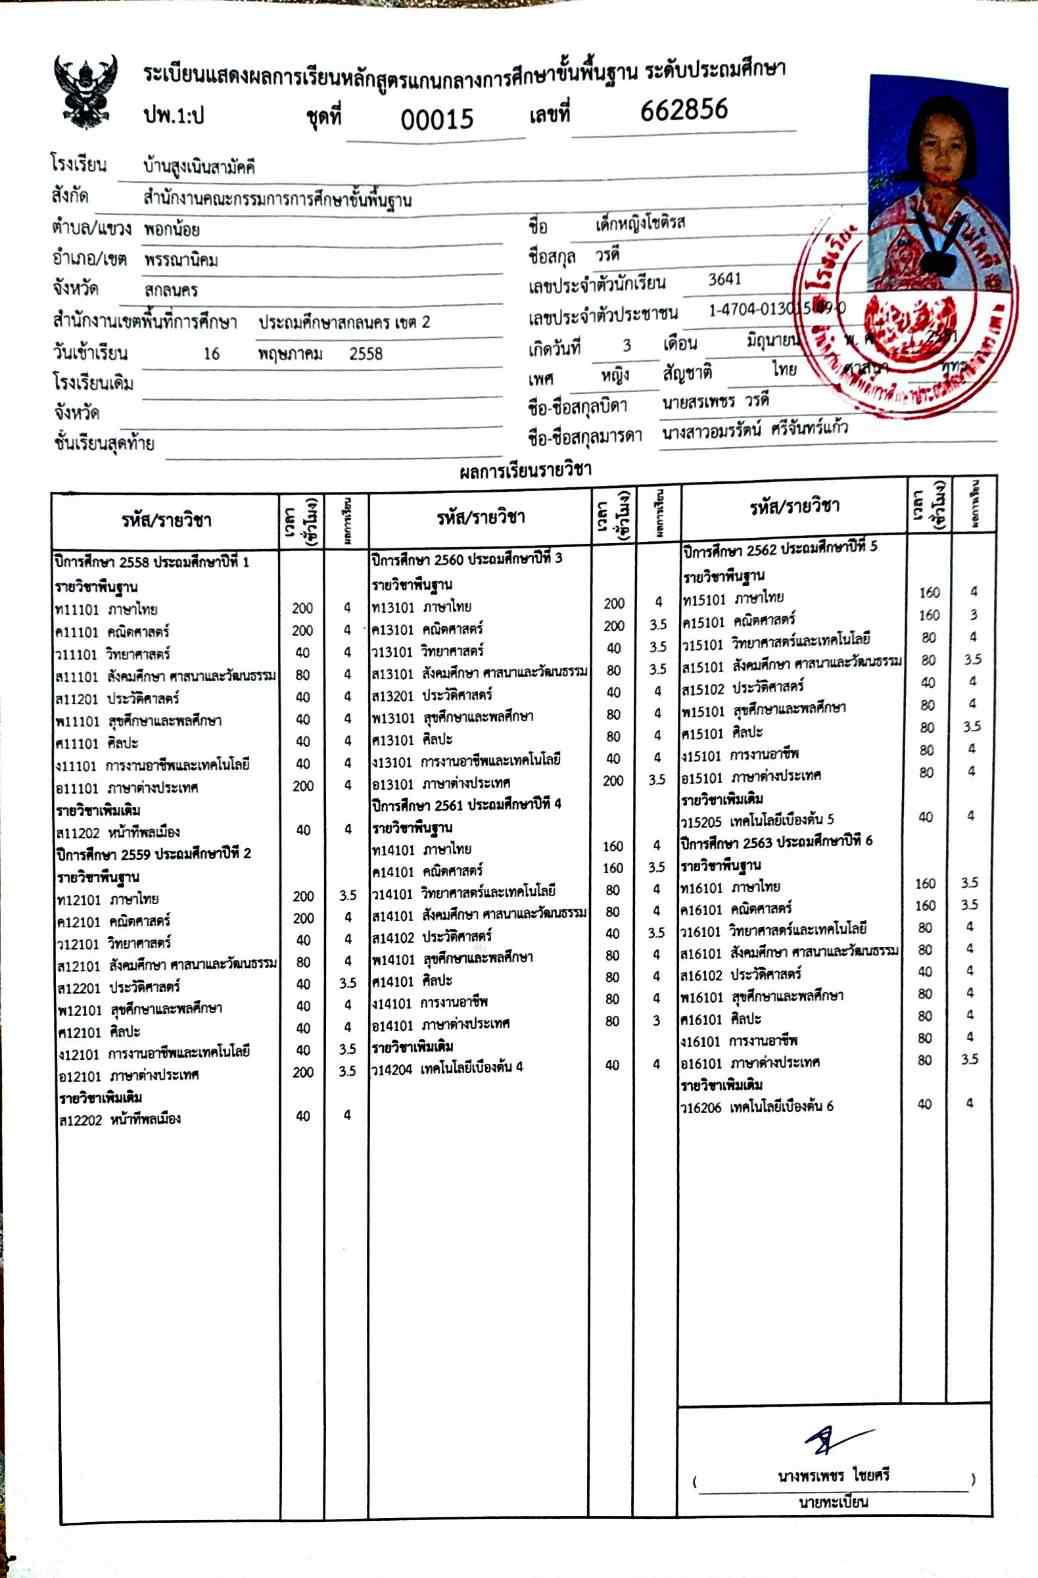 ระเบียนแสดงผลการเรียนหลักสูตรแกนกลางการศึกษาขั้นพื้นฐาน ระดับประถมศึกษา
ปพ.1:ป ชุดที่ 00015 เลขที่ 662856
โรงเรียน บ้านสูงเนินสามัคคี
สังกัด สำนักงานคณะกรรมการการศึกษาขั้นพื้นฐาน
ตำบล/แขวง พอกน้อย
อำเภอ/เขต พรรณานิคม
จังหวัด สกลนคร
สำนักงานเขตพื้นที่การศึกษา ประถมศึกษาสกลนคร เขต 2
วันเข้าเรียน 16 พฤษภาคม 2558
โรงเรียนเดิม
จังหวัด
ชั้นเรียนสุดท้าย
ชื่อ เด็กหญิงโชติรส
ชื่อสกุล วรดี
เลขประจำตัวนักเรียน 3641
เลขประจำตัวประชาชน 1-4704-013015-
เกิดวันที่ 3 เดือน มิถุนายน พ.ศ.
เพศ หญิง สัญชาติ ไทย ศาสนา พุทธ
ชื่อ-ชื่อสกุลบิดา นายสรเพชร วรดี
ชื่อ-ชื่อสกุลมารดา นางสาวอมรรัตน์ ศรีจันทร์แก้ว
ผลการเรียนรายวิชา
รหัส/รายวิชา เวลา (ชั่วโมง) ผลการเรียน
ปีการศึกษา 2558 ประถมศึกษาปีที่ 1
รายวิชาพื้นฐาน
ท11101 ภาษาไทย 200 4
ค11101 คณิตศาสตร์ 200 4
ว11101 วิทยาศาสตร์ 40 4
ส11101 สังคมศึกษา ศาสนาและวัฒนธรรม 80 4
ส11201 ประวัติศาสตร์ 40 4
พ11101 สุขศึกษาและพลศึกษา 40 4
ศ11101 ศิลปะ 40 4
ง11101 การงานอาชีพและเทคโนโลยี 40 4
อ11101 ภาษาต่างประเทศ 200 4
รายวิชาเพิ่มเติม
ส11202 หน้าที่พลเมือง 40 4
ปีการศึกษา 2559 ประถมศึกษาปีที่ 2
รายวิชาพื้นฐาน
ท12101 ภาษาไทย 200 3.5
ค12101 คณิตศาสตร์ 200 4
ว12101 วิทยาศาสตร์ 40 4
ส12101 สังคมศึกษา ศาสนาและวัฒนธรรม 80 4
ส12201 ประวัติศาสตร์ 40 3.5
พ12101 สุขศึกษาและพลศึกษา 40 4
ศ12101 ศิลปะ 40 4
ง12101 การงานอาชีพและเทคโนโลยี 40 3.5
อ12101 ภาษาต่างประเทศ 200 3.5
รายวิชาเพิ่มเติม
ส12202 หน้าที่พลเมือง 40 4
รหัส/รายวิชา เวลา (ชั่วโมง) ผลการเรียน
ปีการศึกษา 2560 ประถมศึกษาปีที่ 3
รายวิชาพื้นฐาน
ท13101 ภาษาไทย 200 4
ค13101 คณิตศาสตร์ 200 3.5
ว13101 วิทยาศาสตร์ 40 3.5
ส13101 สังคมศึกษา ศาสนาและวัฒนธรรม 80 3.5
ส13201 ประวัติศาสตร์ 40 4
พ13101 สุขศึกษาและพลศึกษา 80 4
ศ13101 ศิลปะ 80 4
ง13101 การงานอาชีพและเทคโนโลยี 40 4
อ13101 ภาษาต่างประเทศ 200 3.5
ปีการศึกษา 2561 ประถมศึกษาปีที่ 4
รายวิชาพื้นฐาน
ท14101 ภาษาไทย 160 4
ค14101 คณิตศาสตร์ 160 3.5
ว14101 วิทยาศาสตร์และเทคโนโลยี 80 4
ส14101 สังคมศึกษา ศาสนาและวัฒนธรรม 80 4
ส14102 ประวัติศาสตร์ 40 3.5
พ14101 สุขศึกษาและพลศึกษา 80 4
ศ14101 ศิลปะ 80 4
ง14101 การงานอาชีพ 80 4
อ14101 ภาษาต่างประเทศ 80 3
รายวิชาเพิ่มเติม
ว14204 เทคโนโลยีเบื้องต้น 4 40 4
รหัส/รายวิชา เวลา (ชั่วโมง) ผลการเรียน
ปีการศึกษา 2562 ประถมศึกษาปีที่ 5
รายวิชาพื้นฐาน
ท15101 ภาษาไทย 160 4
ค15101 คณิตศาสตร์ 160 3
ว15101 วิทยาศาสตร์และเทคโนโลยี 80 4
ส15101 สังคมศึกษา ศาสนาและวัฒนธรรม 80 3.5
ส15102 ประวัติศาสตร์ 40 4
พ15101 สุขศึกษาและพลศึกษา 80 4
ศ15101 ศิลปะ 80 3.5
ง15101 การงานอาชีพ 80 4
อ15101 ภาษาต่างประเทศ 80 4
รายวิชาเพิ่มเติม
ว15205 เทคโนโลยีเบื้องต้น 5 40 4
ปีการศึกษา 2563 ประถมศึกษาปีที่ 6
รายวิชาพื้นฐาน
ท16101 ภาษาไทย 160 3.5
ค16101 คณิตศาสตร์ 160 3.5
ว16101 วิทยาศาสตร์และเทคโนโลยี 80 4
ส16101 สังคมศึกษา ศาสนาและวัฒนธรรม 80 4
ส16102 ประวัติศาสตร์ 40 4
พ16101 สุขศึกษาและพลศึกษา 80 4
ศ16101 ศิลปะ 80 4
ง16101 การงานอาชีพ 80 4
อ16101 ภาษาต่างประเทศ 80 3.5
รายวิชาเพิ่มเติม
ว16206 เทคโนโลยีเบื้องต้น 6 40 4
( นางพรเพชร ไชยศรี )
นายทะเบียน